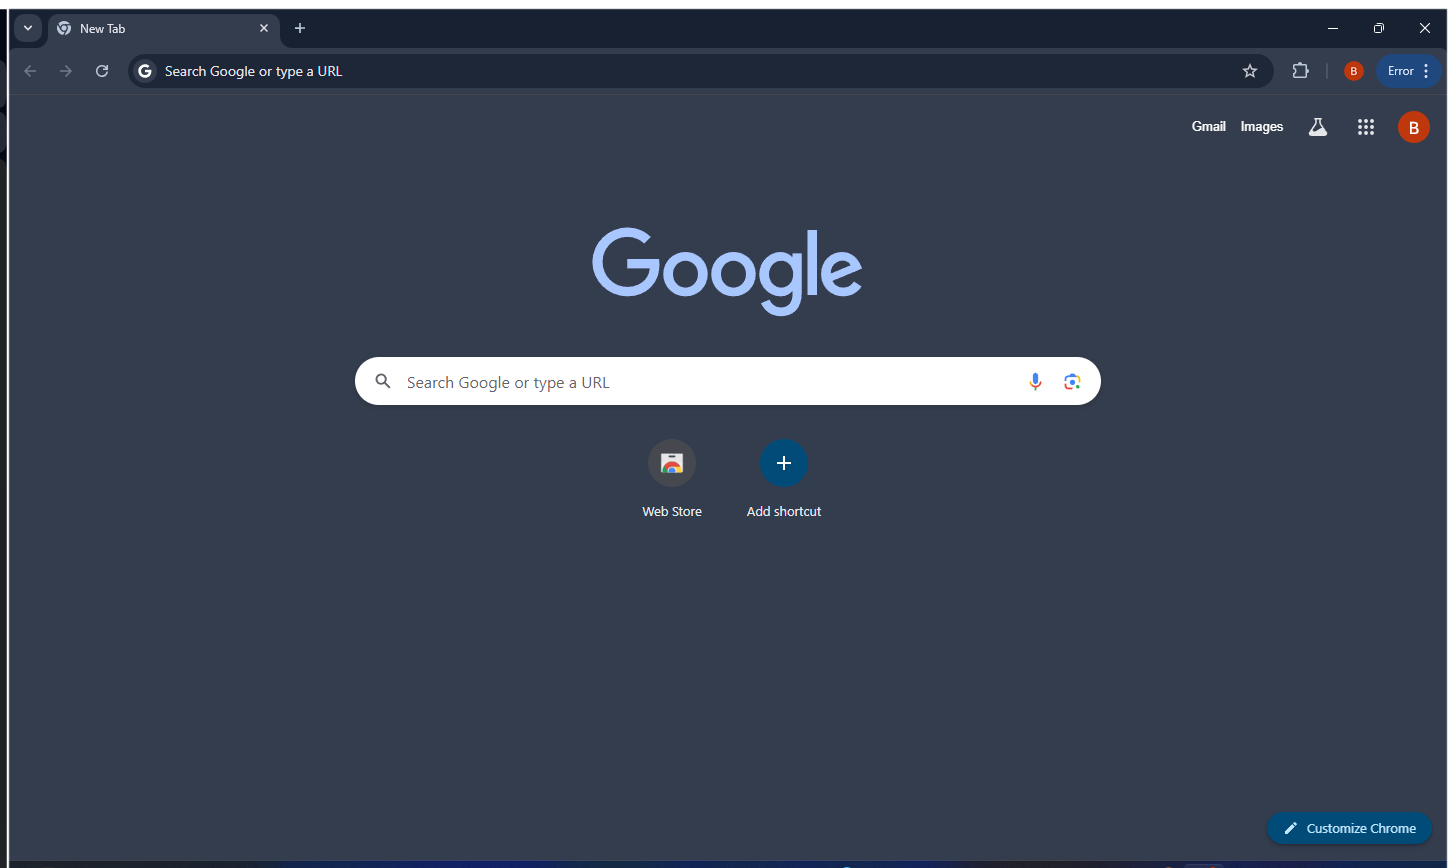 New Tab
Search Google or type a URL
B
Error
Gmail
Images
B
Google
Search Google or type a URL
Web Store
Add shortcut
Customize Chrome